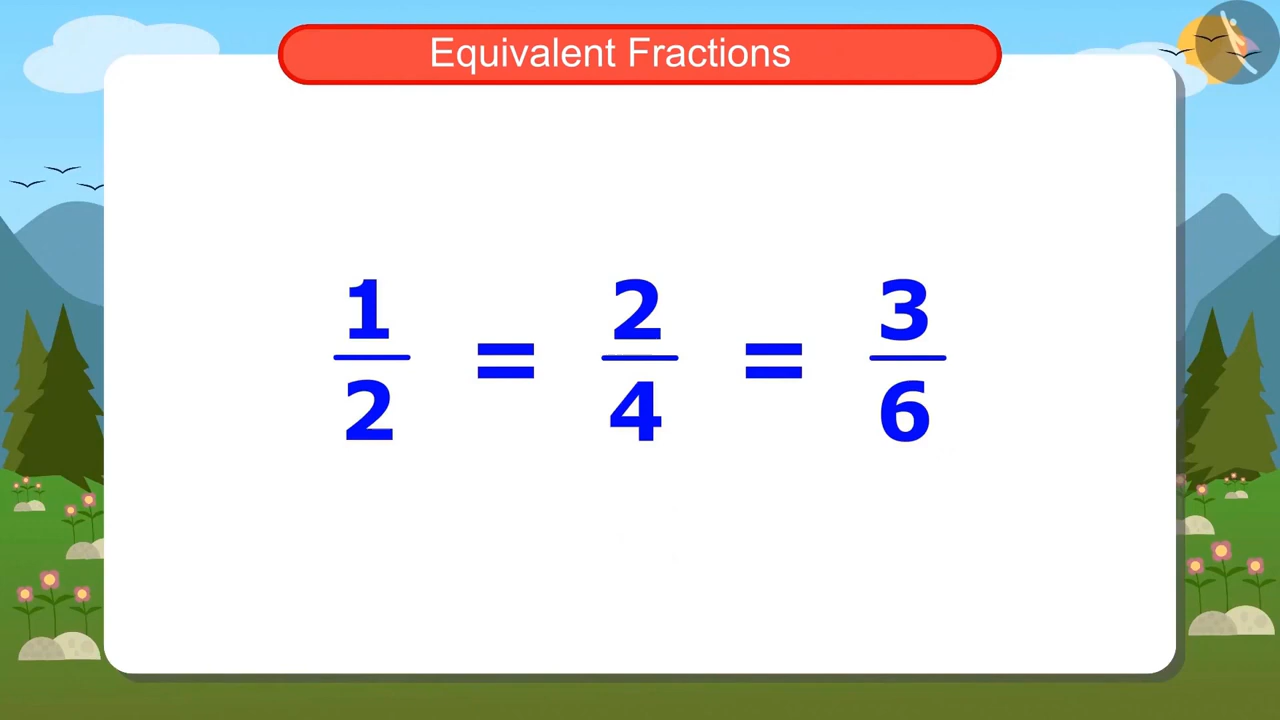 Equivalent Fractions
1/2 = 2/4 = 3/6